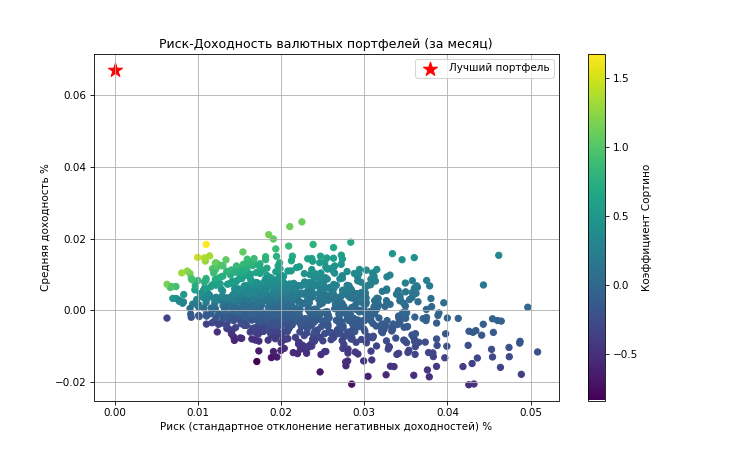 Риск-Доходность валютных портфелей (за месяц)
Лучший портфель
Средняя доходность %
0.06
0.04
0.02
0.00
−0.02
0.00 0.01 0.02 0.03 0.04 0.05
Риск (стандартное отклонение негативных доходностей) %
1.5
1.0
0.5
0.0
−0.5
Коэффициент Сортино